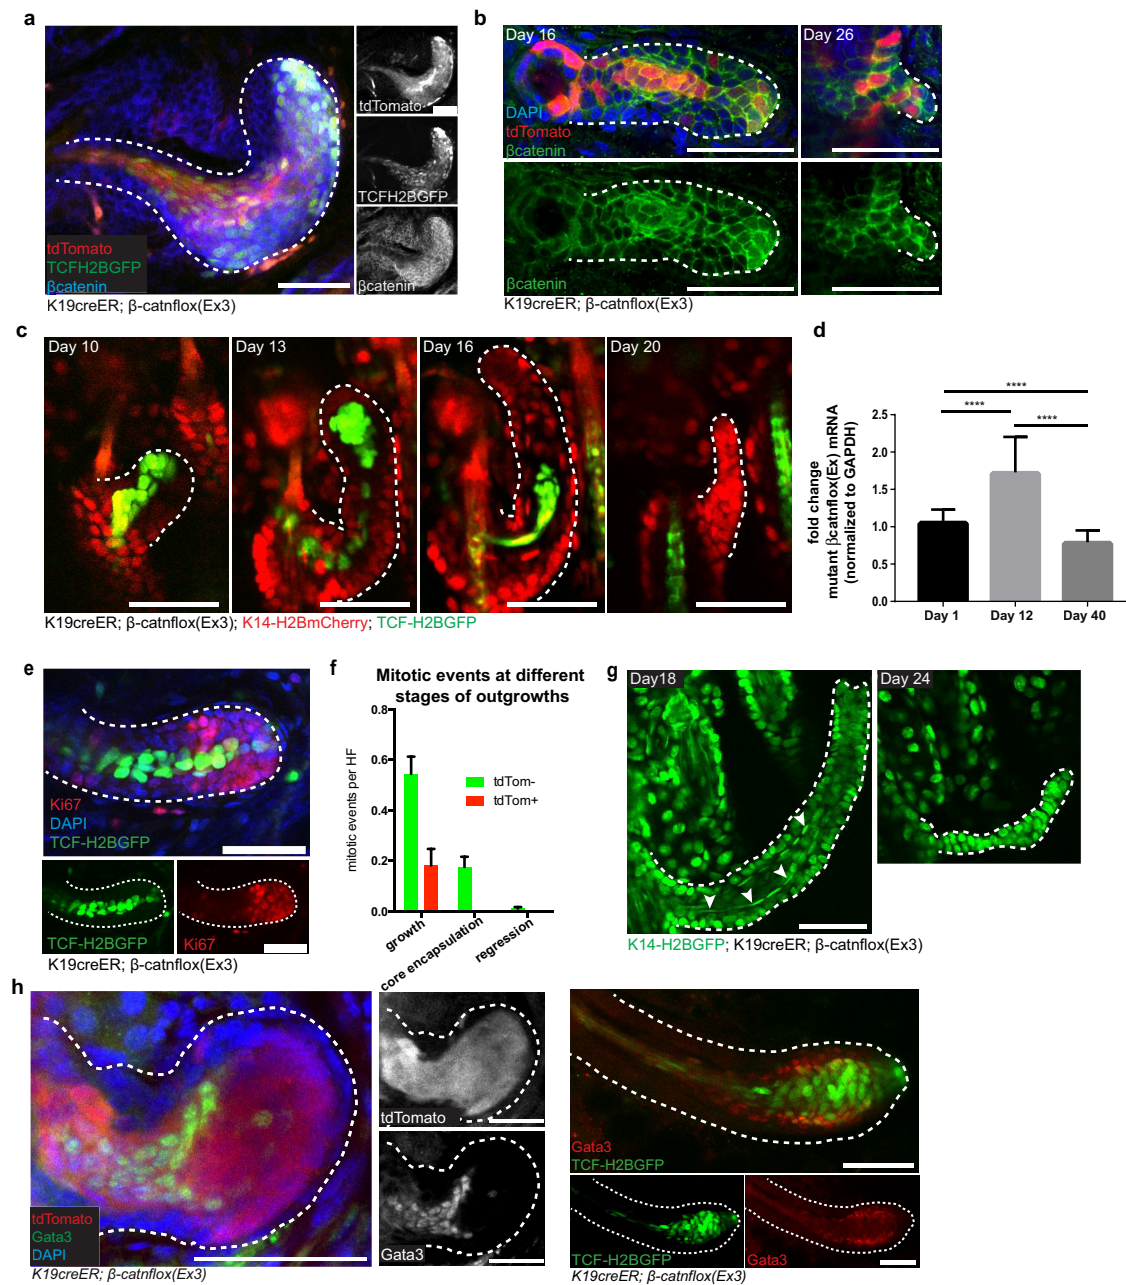 a
tdTomato
TCFH2BGFP
βcatenin
tdTomato
TCFH2BGFP
βcatenin
K19creER; β-catnflox(Ex3)
b
Day 16
DAPI
tdTomato
βcatenin
Day 26
βcatenin
K19creER; β-catnflox(Ex3)
c
Day 10
Day 13
Day 16
Day 20
K19creER; β-catnflox(Ex3); K14-H2BmCherry; TCF-H2BGFP
d
****
****
****
fold change
mutant βcatnflox(Ex) mRNA
(normalized to GAPDH)
2.5
2.0
1.5
1.0
0.5
0.0
Day 1
Day 12
Day 40
e
Ki67
DAPI
TCF-H2BGFP
TCF-H2BGFP
Ki67
K19creER; β-catnflox(Ex3)
f
Mitotic events at different
stages of outgrowths
mitotic events per HF
0.8
0.6
0.4
0.2
0.0
tdTom-
tdTom+
growth
core encapsulation
regression
g
Day18
Day 24
K14-H2BGFP; K19creER; β-catnflox(Ex3)
h
tdTomato
Gata3
DAPI
K19creER; β-catnflox(Ex3)
tdTomato
Gata3
Gata3
TCF-H2BGFP
TCF-H2BGFP
Gata3
K19creER; β-catnflox(Ex3)